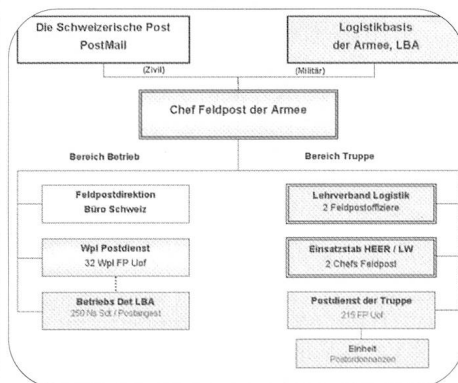 Die Schweizerische Post
PostMail
Logistikbasis
der Armee, LBA
(Zivil)
(Militär)
Chef Feldpost der Armee
Bereich Betrieb
Bereich Truppe
Feldpostdirektion
Büro Schweiz
Lehrverband Logistik
2 Feldpostoffiziere
Wpl Postdienst
32 Wpl FP Uof
Einsatzstab HEER / LW
2 Chefs Feldpost
Betriebs Det LBA
250 Ns Sdt / Postangest
Postdienst der Truppe
215 FP Uof
Einheit
Postordonnanzen